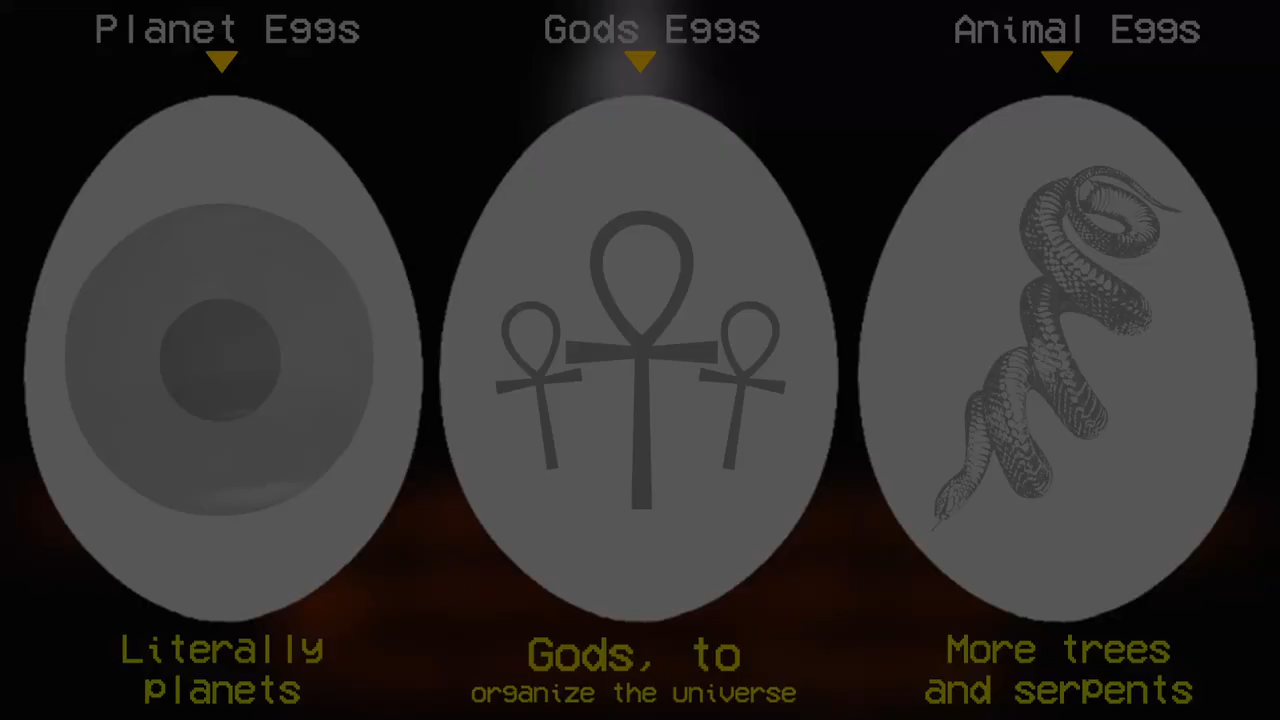 Planet Eggs
Gods Eggs
Animal Eggs
Literally
planets
Gods, to
organize the universe
More trees
and serpents